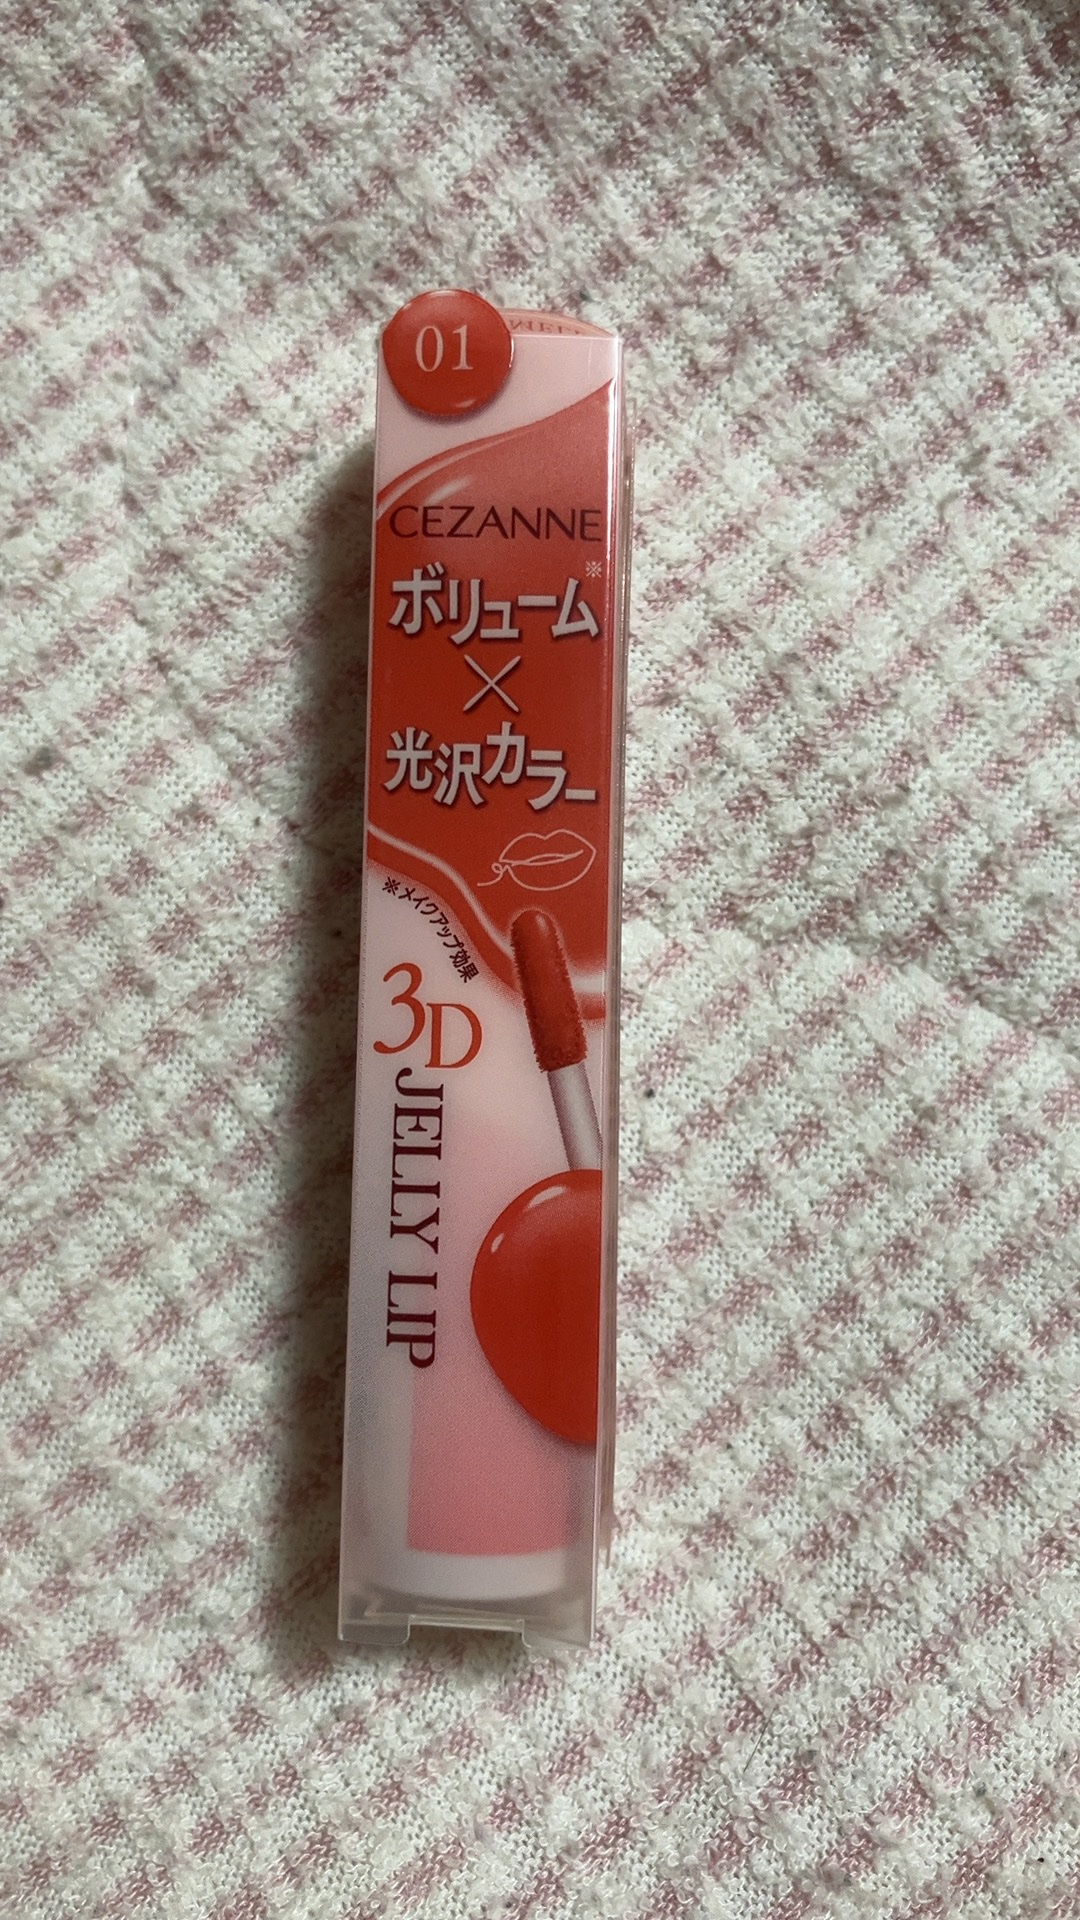 01
CEZANNE
ボリューム※
×
光沢カラー
※メイクアップ効果
3D
JELLY LIP